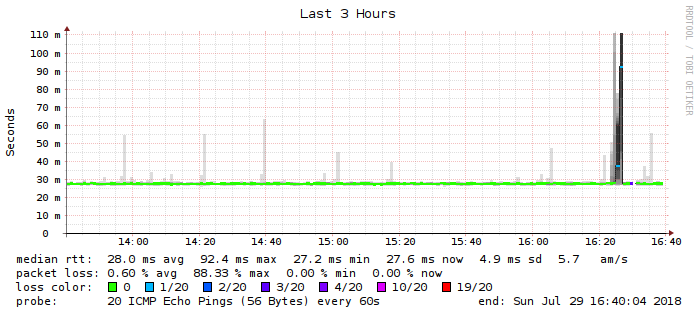 Last 3 Hours
RRDTOOL / TOBI OETIKER
Seconds
110 m
100 m
90 m
80 m
70 m
60 m
50 m
40 m
30 m
20 m
10 m
0
14:00 14:20 14:40 15:00 15:20 15:40 16:00 16:20 16:40
median rtt: 28.0 ms avg 92.4 ms max 27.2 ms min 27.6 ms now 4.9 ms sd 5.7 am/s
packet loss: 0.60 % avg 88.33 % max 0.00 % min 0.00 % now
loss color: 0 1/20 2/20 3/20 4/20 10/20 19/20
probe: 20 ICMP Echo Pings (56 Bytes) every 60s end: Sun Jul 29 16:40:04 2018